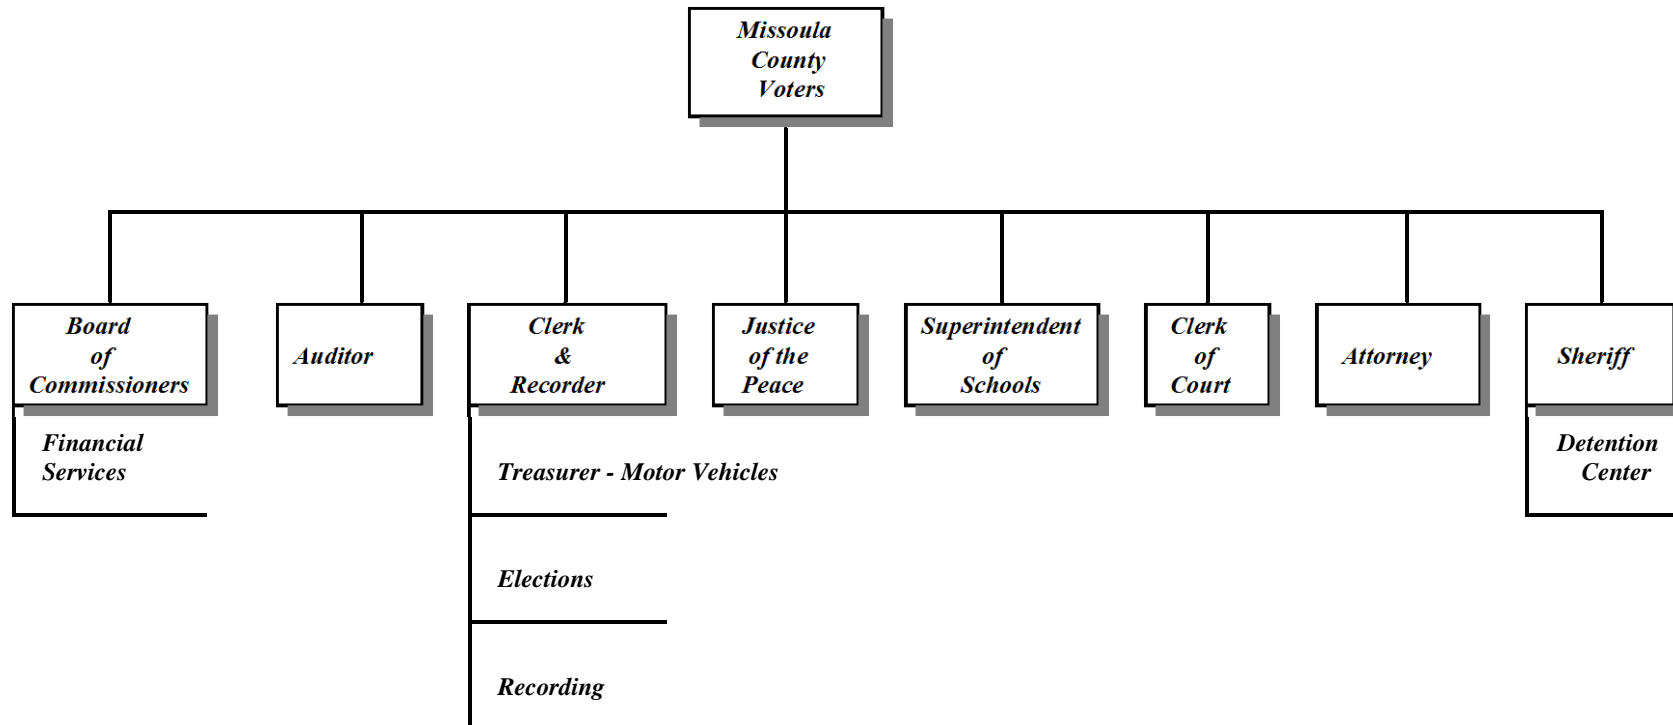 Missoula
County
Voters
Board
of
Commissioners
Auditor
Clerk
&
Recorder
Justice
of the
Peace
Superintendent
of
Schools
Clerk
of
Court
Attorney
Sheriff
Financial
Services
Treasurer - Motor Vehicles
Elections
Recording
Detention
Center